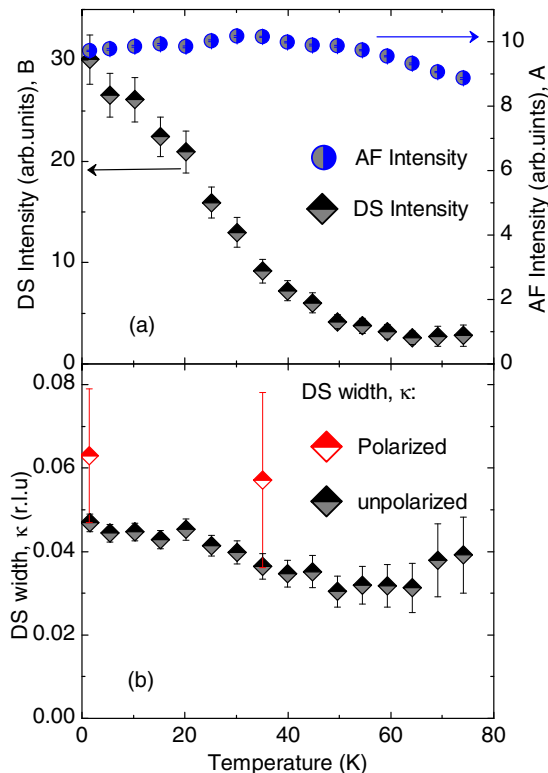 DS Intensity (arb.units), B
30
20
10
0
AF Intensity (arb.uints), A
10
8
6
4
2
0
AF Intensity
DS Intensity
(a)
DS width, κ (r.l.u)
0.08
0.06
0.04
0.02
0.00
DS width, κ:
Polarized
unpolarized
(b)
0 20 40 60 80
Temperature (K)